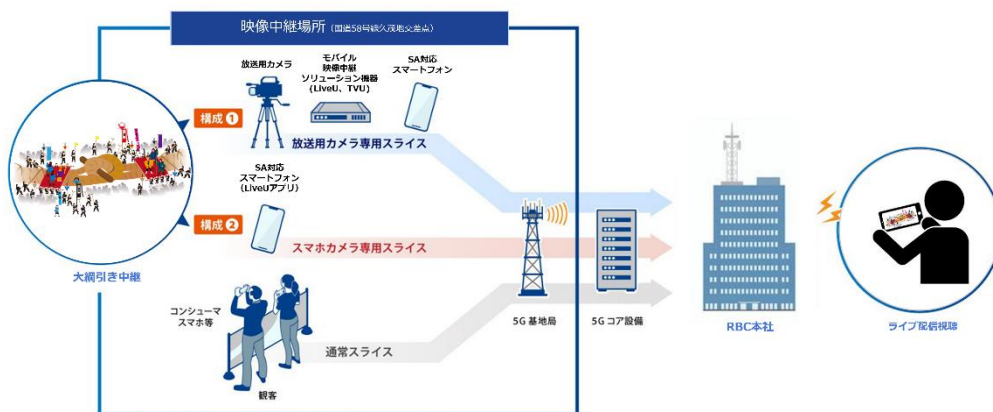 映像中継場所（国道58号線久茂地交差点）
放送用カメラ
モバイル
映像中継
ソリューション機器
(LiveU、TVU)
SA対応
スマートフォン
構成❶
放送用カメラ専用スライス
SA対応
スマートフォン
(LiveUアプリ)
構成❷
スマホカメラ専用スライス
大綱引き中継
コンシューマ
スマホ等
通常スライス
観客
5G 基地局
5G コア設備
RBC本社
ライブ配信視聴